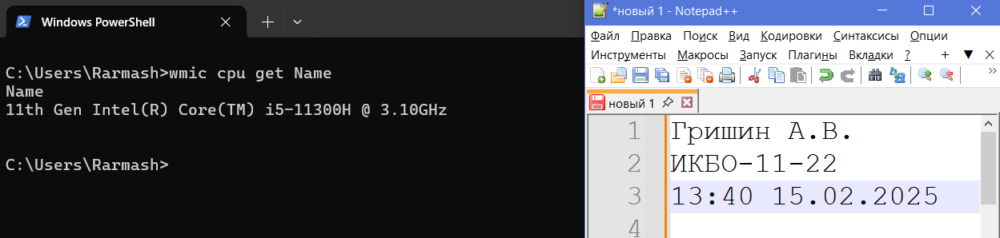 Windows PowerShell
C:\Users\Rarmash>wmic cpu get Name
Name
11th Gen Intel(R) Core(TM) i5-11300H @ 3.10GHz
C:\Users\Rarmash>
*новый 1 - Notepad++
Файл Правка Поиск Вид Кодировки Синтаксисы Опции
Инструменты Макросы Запуск Плагины Вкладки ? + ▼ X
новый 1
1 Гришин А.В.
2 ИКБО-11-22
3 13:40 15.02.2025
4